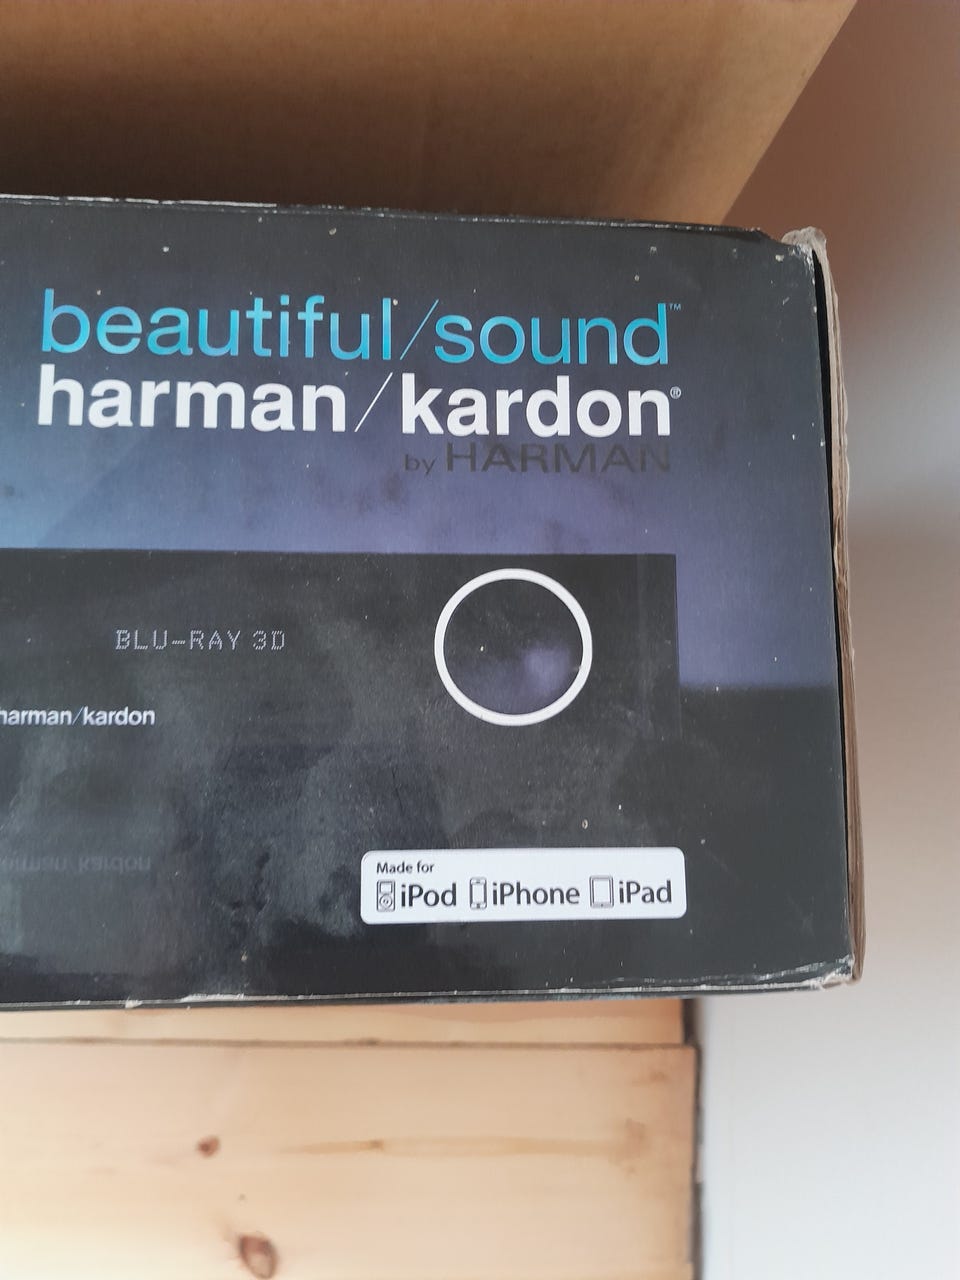 beautiful/sound™
harman/kardon®
by HARMAN
BLU-RAY 3D
harman/kardon
Made for
iPod iPhone iPad